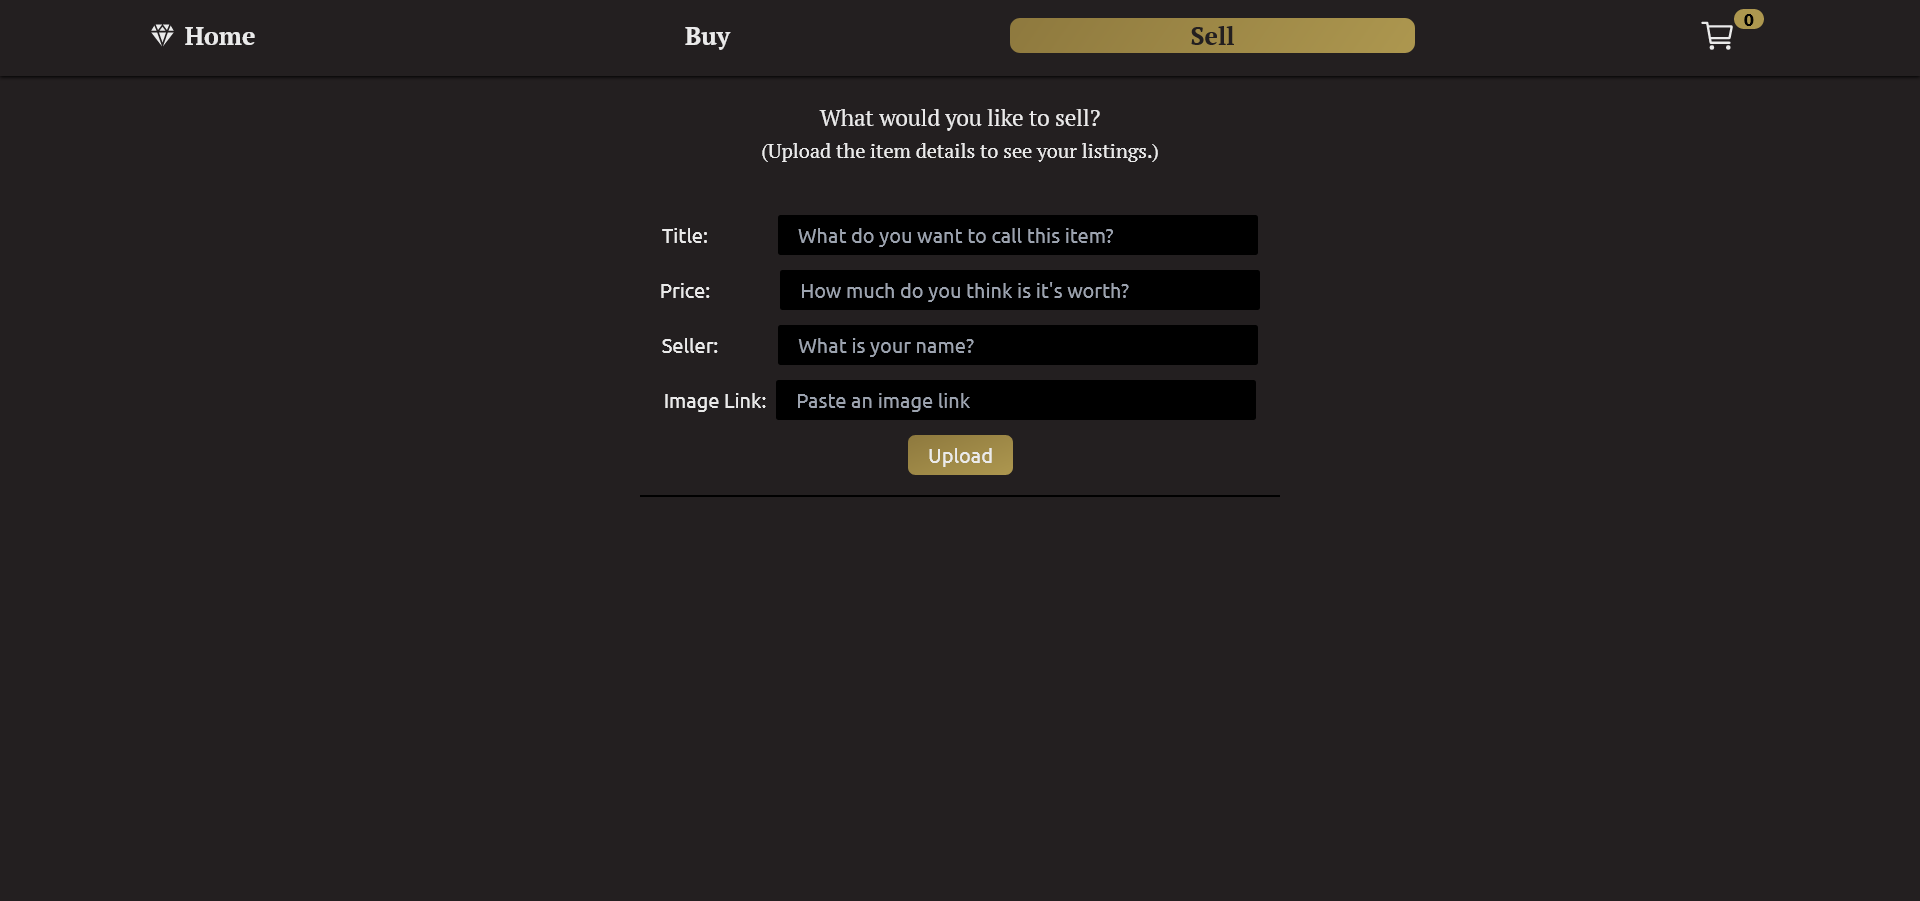 Home Buy Sell 0
What would you like to sell?
(Upload the item details to see your listings.)
Title: What do you want to call this item?
Price: How much do you think is it's worth?
Seller: What is your name?
Image Link: Paste an image link
Upload